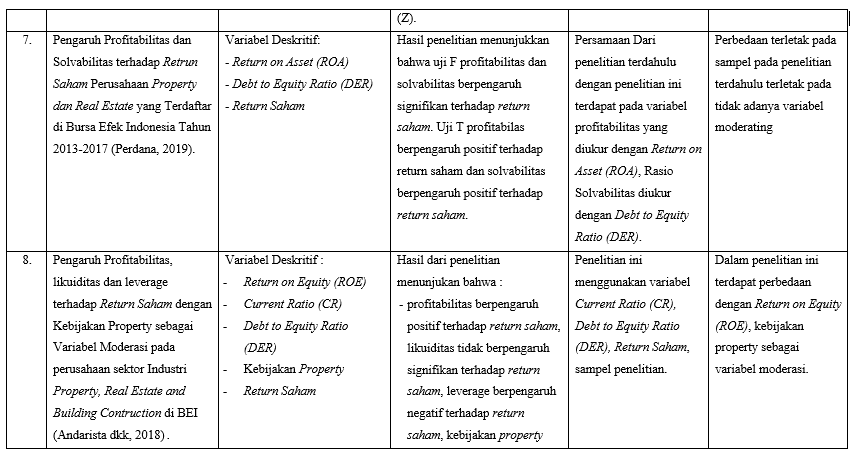 (Z).
7.
Pengaruh Profitabilitas dan
Solvabilitas terhadap Retrun
Saham Perusahaan Property
dan Real Estate yang Terdaftar
di Bursa Efek Indonesia Tahun
2013-2017 (Perdana, 2019).
Variabel Deskritif:
- Return on Asset (ROA)
- Debt to Equity Ratio (DER)
- Return Saham
Hasil penelitian menunjukkan
bahwa uji F profitabilitas dan
solvabilitas berpengaruh
signifikan terhadap return
saham. Uji T profitabilas
berpengaruh positif terhadap
return saham dan solvabilitas
berpengaruh positif terhadap
return saham.
Persamaan Dari
penelitian terdahulu
dengan penelitian ini
terdapat pada variabel
profitabilitas yang
diukur dengan Return on
Asset (ROA), Rasio
Solvabilitas diukur
dengan Debt to Equity
Ratio (DER).
Perbedaan terletak pada
sampel pada penelitian
terdahulu terletak pada
tidak adanya variabel
moderating
8.
Pengaruh Profitabilitas,
likuiditas dan leverage
terhadap Return Saham dengan
Kebijakan Property sebagai
Variabel Moderasi pada
perusahaan sektor Industri
Property, Real Estate and
Building Contruction di BEI
(Andarista dkk, 2018).
Variabel Deskritif :
- Return on Equity (ROE)
- Current Ratio (CR)
- Debt to Equity Ratio
(DER)
- Kebijakan Property
- Return Saham
Hasil dari penelitian
menunjukan bahwa :
- profitabilitas berpengaruh
positif terhadap return saham,
likuiditas tidak berpengaruh
signifikan terhadap return
saham, leverage berpengaruh
negatif terhadap return
saham, kebijakan property
Penelitian ini
menggunakan variabel
Current Ratio (CR),
Debt to Equity Ratio
(DER), Return Saham,
sampel penelitian.
Dalam penelitian ini
terdapat perbedaan
dengan Return on Equity
(ROE), kebijakan
property sebagai
variabel moderasi.